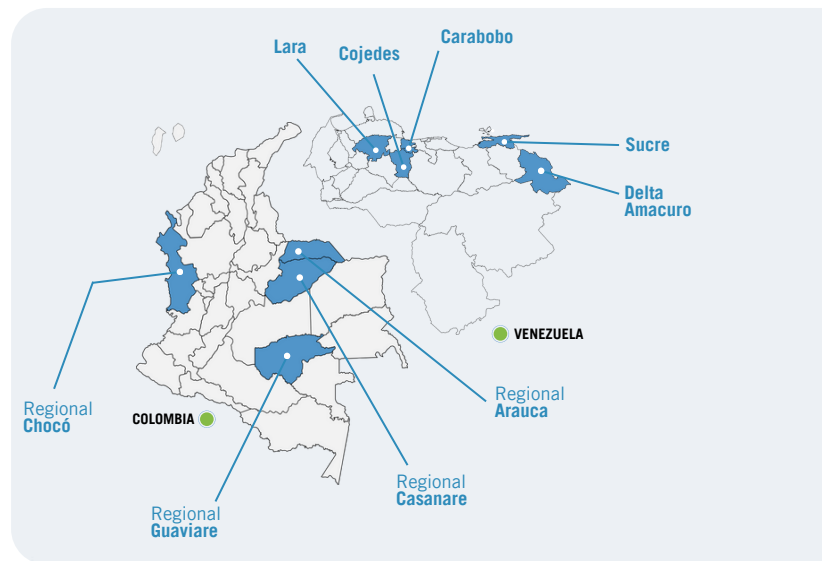 Lara
Cojedes
Carabobo
Sucre
Delta
Amacuro
VENEZUELA
Regional
Arauca
Regional
Chocó
COLOMBIA
Regional
Casanare
Regional
Guaviare